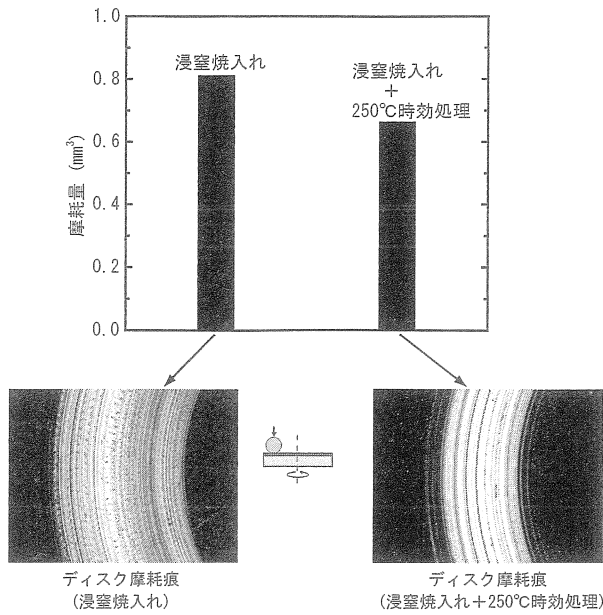 1.0
0.8
0.6
0.4
0.2
0.0
摩耗量 (mm³)
浸窒焼入れ
浸窒焼入れ
＋
250℃時効処理
ディスク摩耗痕
(浸窒焼入れ)
ディスク摩耗痕
(浸窒焼入れ＋250℃時効処理)